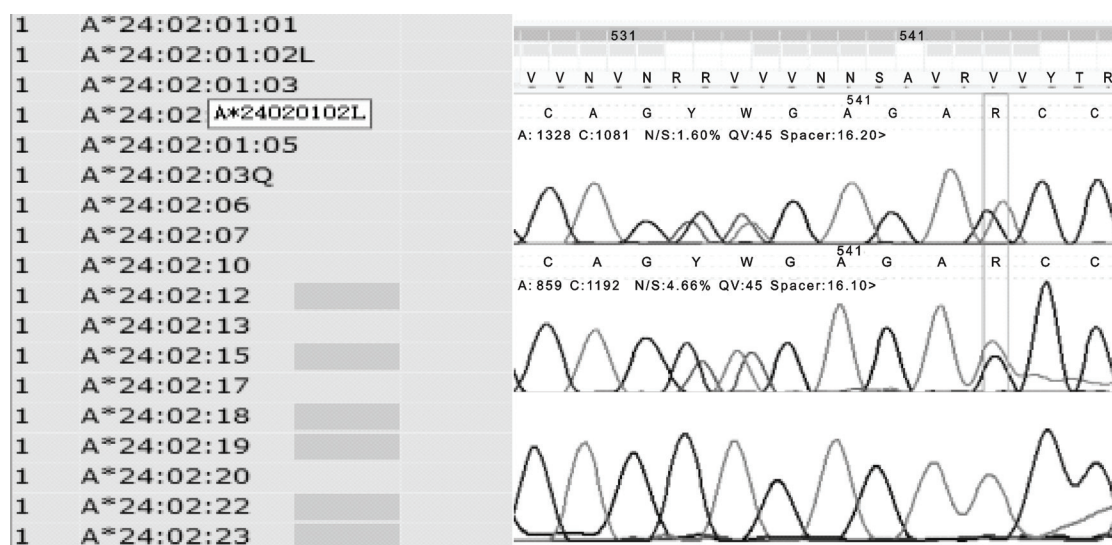 1 A*24:02:01:01
1 A*24:02:01:02L
1 A*24:02:01:03
1 A*24:02 A*24020102L
1 A*24:02:01:05
1 A*24:02:03Q
1 A*24:02:06
1 A*24:02:07
1 A*24:02:10
1 A*24:02:12
1 A*24:02:13
1 A*24:02:15
1 A*24:02:17
1 A*24:02:18
1 A*24:02:19
1 A*24:02:20
1 A*24:02:22
1 A*24:02:23
531 541
V V N V N R R V V V N N S A V R V V Y T R
541
C A G Y W G A G A R C C
A: 1328 C:1081 N/S:1.60% QV:45 Spacer:16.20>
541
C A G Y W G A G A R C C
A: 859 C:1192 N/S:4.66% QV:45 Spacer:16.10>